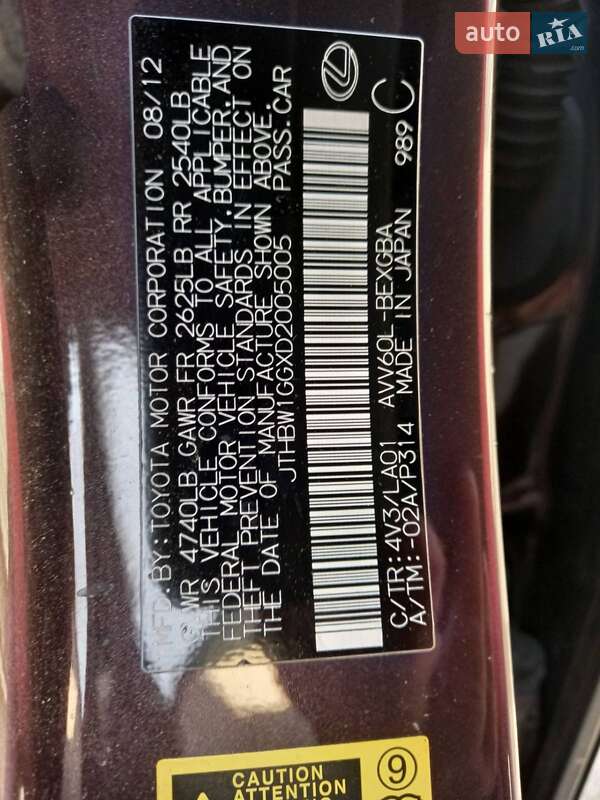 auto RIA .com
MFD BY: TOYOTA MOTOR CORPORATION 08/12
GVWR 4740LB GAWR FR 2625LB RR 2540LB
THIS VEHICLE CONFORMS TO ALL APPLICABLE
FEDERAL MOTOR VEHICLE SAFETY, BUMPER, AND
THEFT PREVENTION STANDARDS IN EFFECT ON
THE DATE OF MANUFACTURE SHOWN ABOVE.
JTHBW1GGXD2005005 PASS.CAR
C/TR:4V3/LA01 AVV60L-BEXGBA 989
A/TM:-02A/P314 MADE IN JAPAN
C
CAUTION
ATTENTION
9